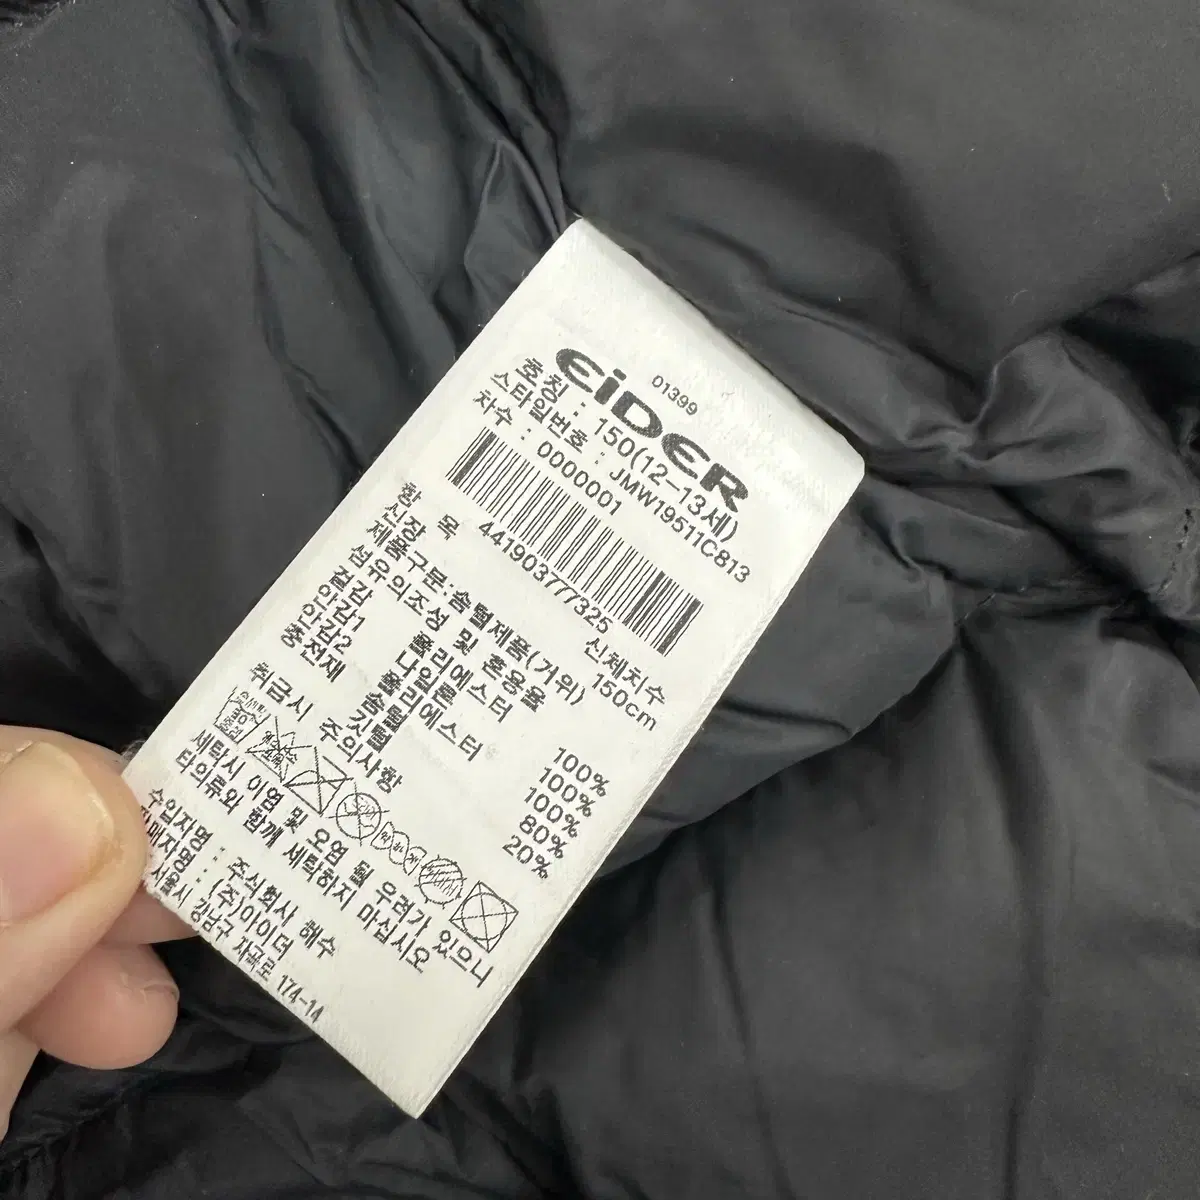 01399
EiDER
호칭 : 150(12-13세)
스타일번호 : JMW19511C813
차수 : 0000001
441903777325
항 목 신체치수
신장 150cm
제품구분:솜털제품(거위)
섬유의조성 및 혼용율
겉감 폴리에스터 100%
안감1 나일론 100%
안감2 폴리에스터 100%
충전재 솜털 80%
깃털 20%
취급시 주의사항
세탁시 이염 및 오염 될 우려가 있으니
타의류와 함께 세탁하지 마십시오
수입자명 : 주식회사 해수
판매자명 : (주)아이더
서울시 강남구 자곡로 174-14